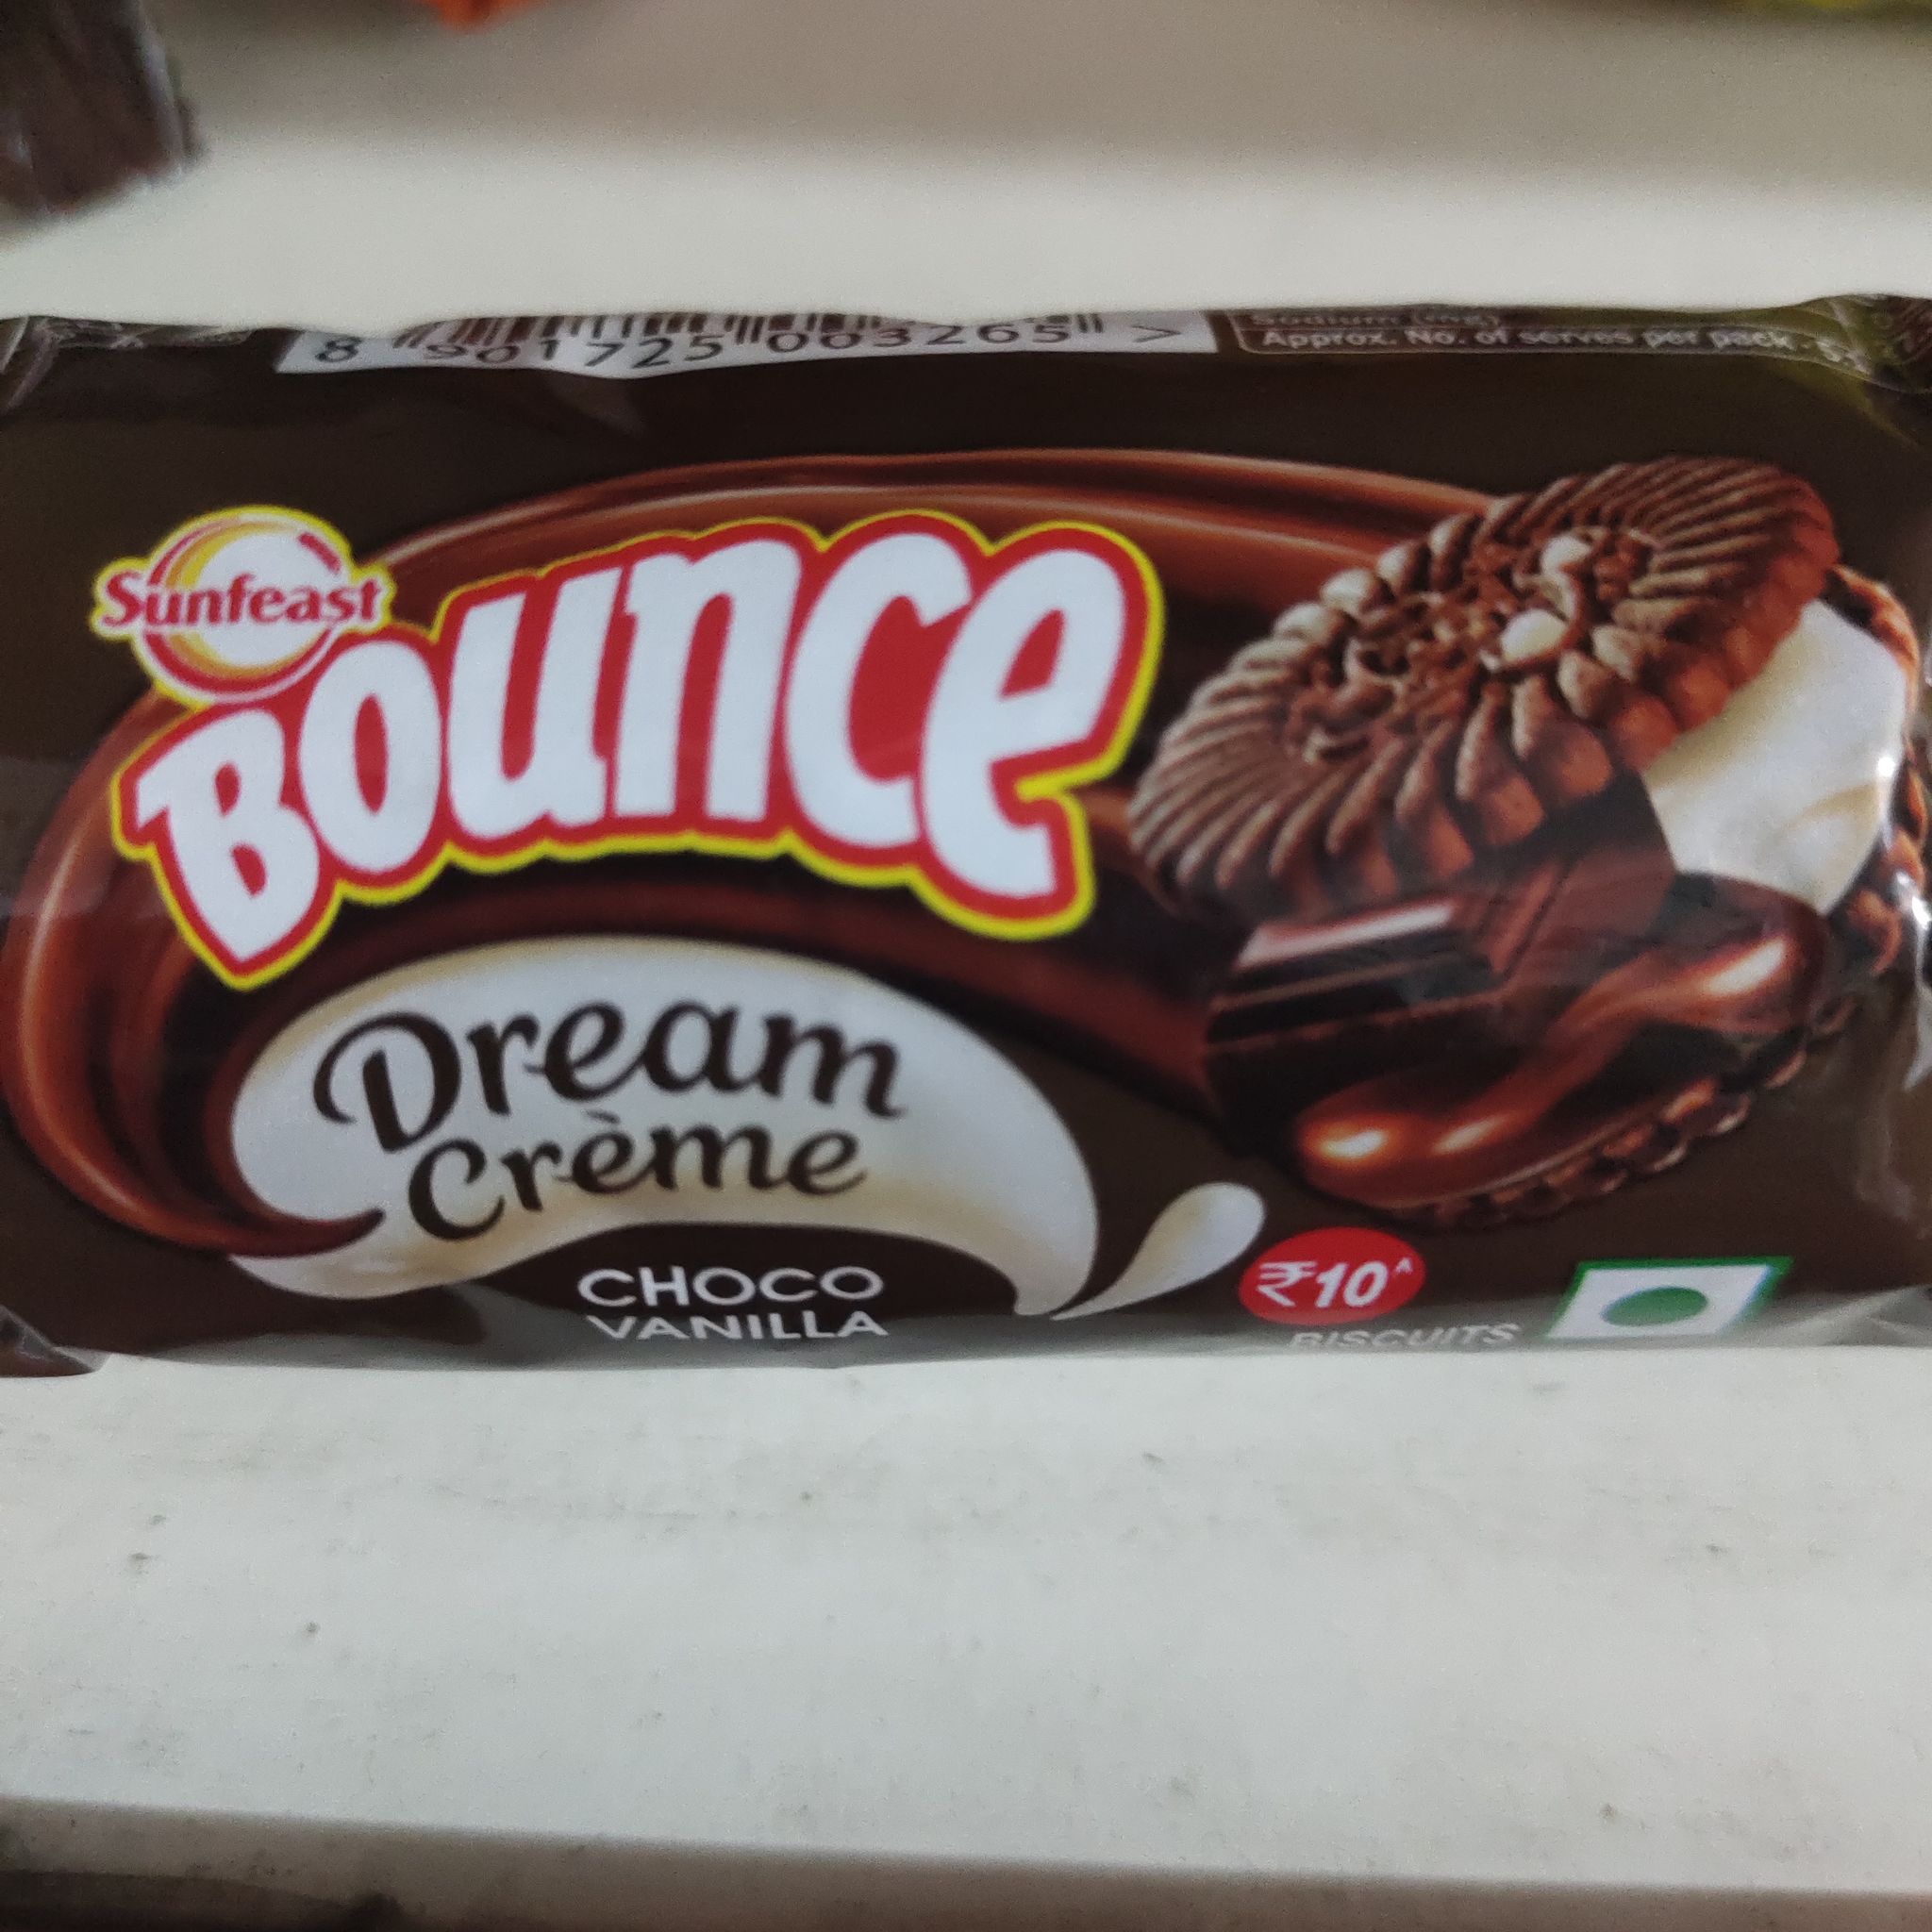 8 901725 003265 >
Sodium (mg)
Approx. No. of serves per pack -
Sunfeast
Bounce
Dream
Crème
CHOCO
VANILLA
₹10^
BISCUITS